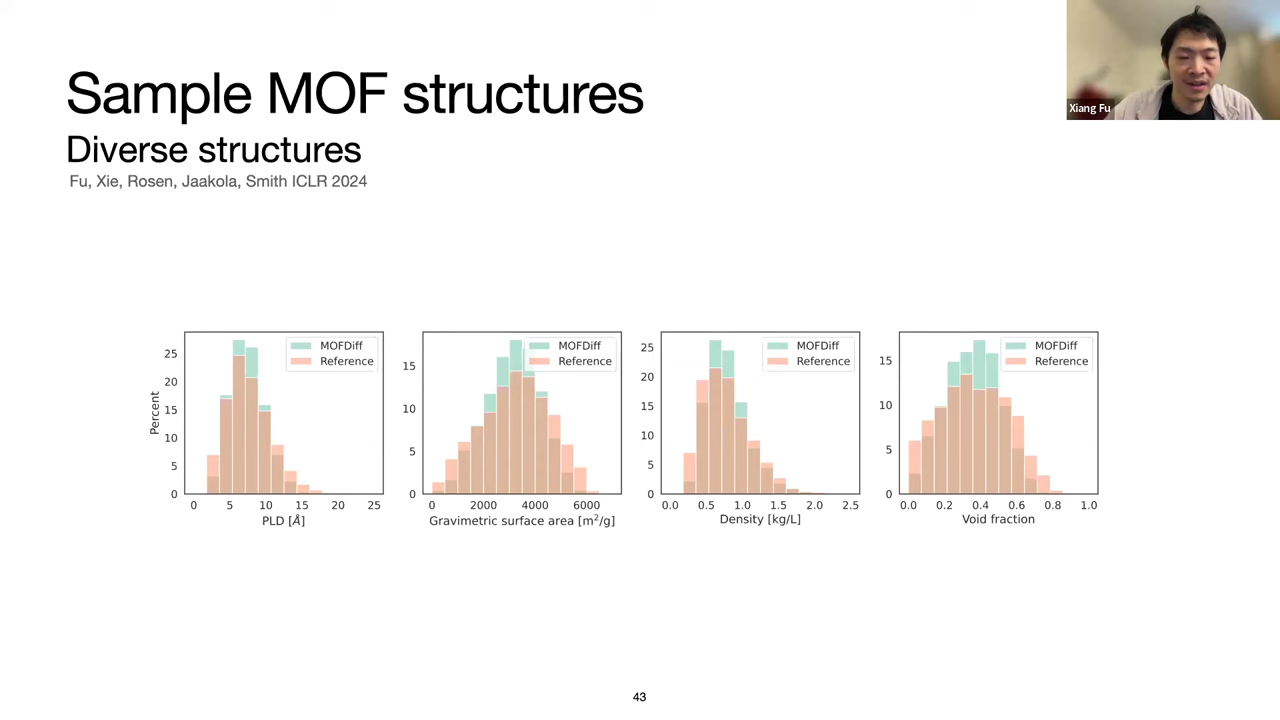 Sample MOF structures
Diverse structures
Fu, Xie, Rosen, Jaakola, Smith ICLR 2024
Xiang Fu
Percent
25
20
15
10
5
0
MOFDiff
Reference
0 5 10 15 20 25
PLD [Å]
15
10
5
0
MOFDiff
Reference
0 2000 4000 6000
Gravimetric surface area [m²/g]
25
20
15
10
5
0
MOFDiff
Reference
0.0 0.5 1.0 1.5 2.0 2.5
Density [kg/L]
15
10
5
0
MOFDiff
Reference
0.0 0.2 0.4 0.6 0.8 1.0
Void fraction
43